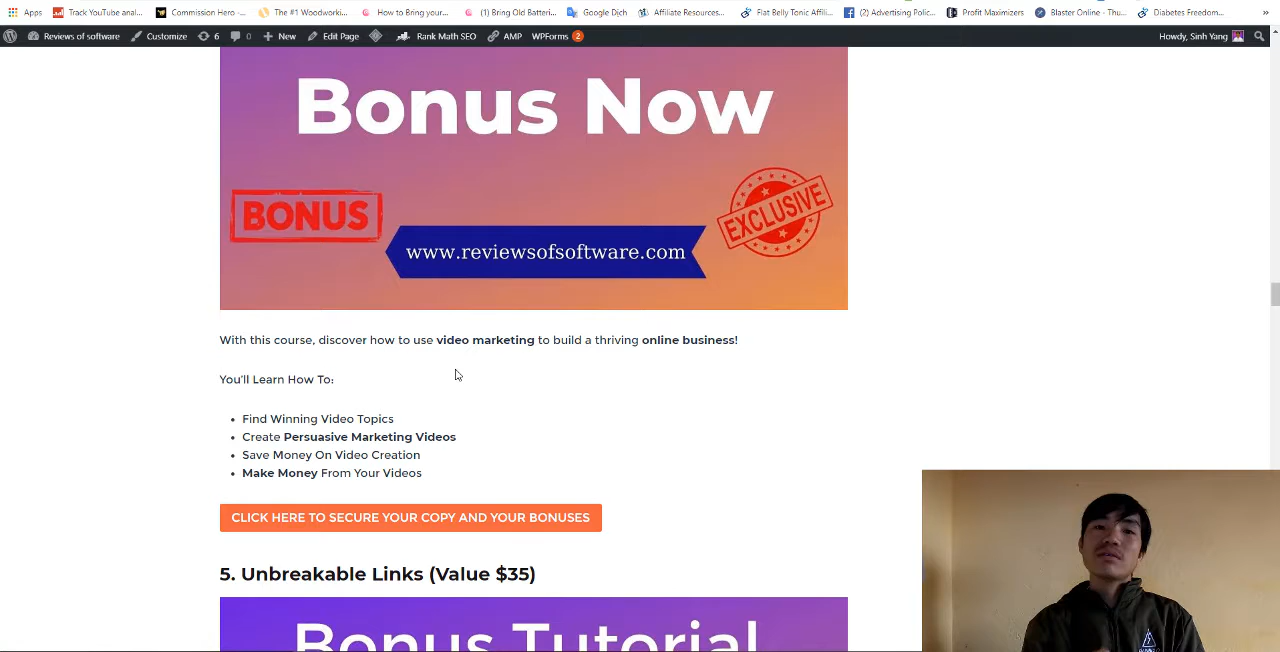 Apps Track YouTube anal... Commission Hero -... The #1 Woodworki... How to Bring your... (1) Bring Old Batteri... Google Dịch Affiliate Resources... Flat Belly Tonic Affili... (2) Advertising Polic... Profit Maximizers Blaster Online - Thu... Diabetes Freedom... »
Reviews of software Customize 6 0 New Edit Page Rank Math SEO AMP WPForms 2 Howdy, Sinh Yang
Bonus Now
BONUS
EXCLUSIVE
www.reviewsofsoftware.com
With this course, discover how to use video marketing to build a thriving online business!
You'll Learn How To:
• Find Winning Video Topics
• Create Persuasive Marketing Videos
• Save Money On Video Creation
• Make Money From Your Videos
CLICK HERE TO SECURE YOUR COPY AND YOUR BONUSES
5. Unbreakable Links (Value $35)
Bonus Tutorial